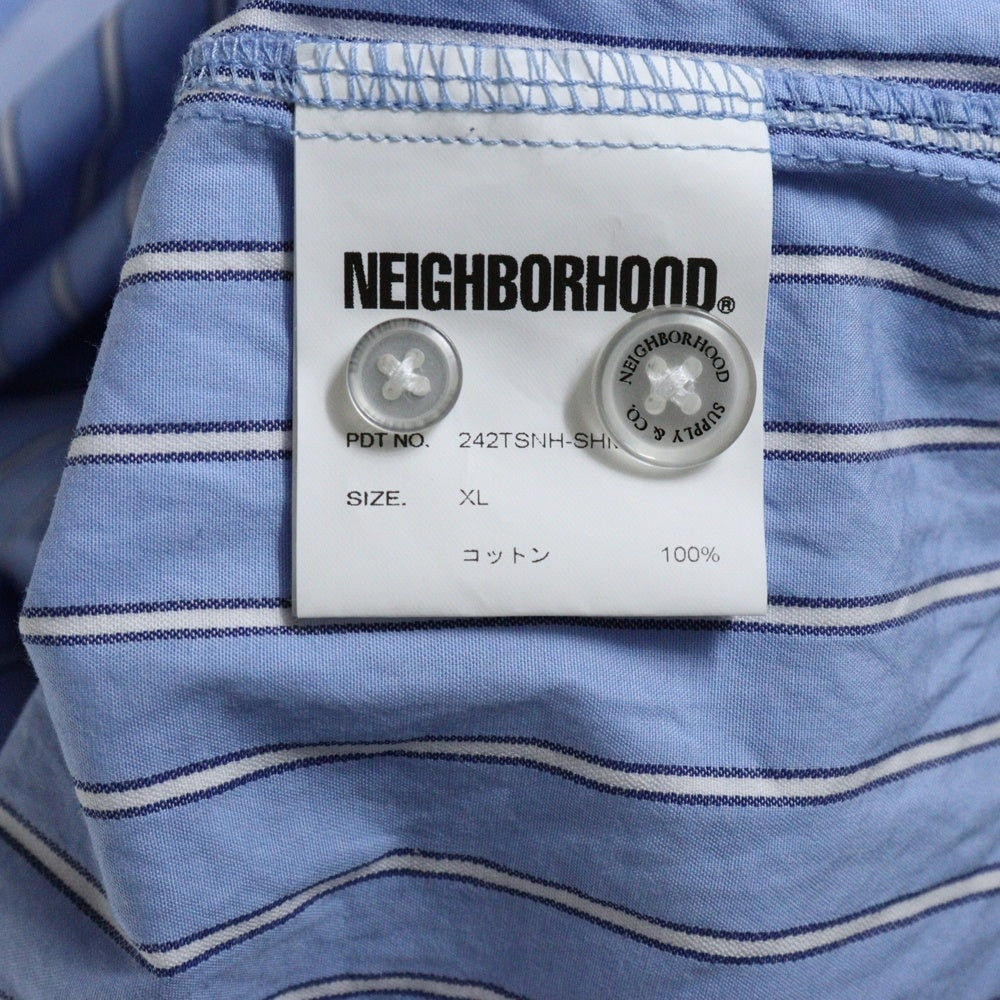 NEIGHBORHOOD®
NEIGHBORHOOD
SUPPLY & CO.
PDT NO. 242TSNH-SH
SIZE. XL
コットン 100%